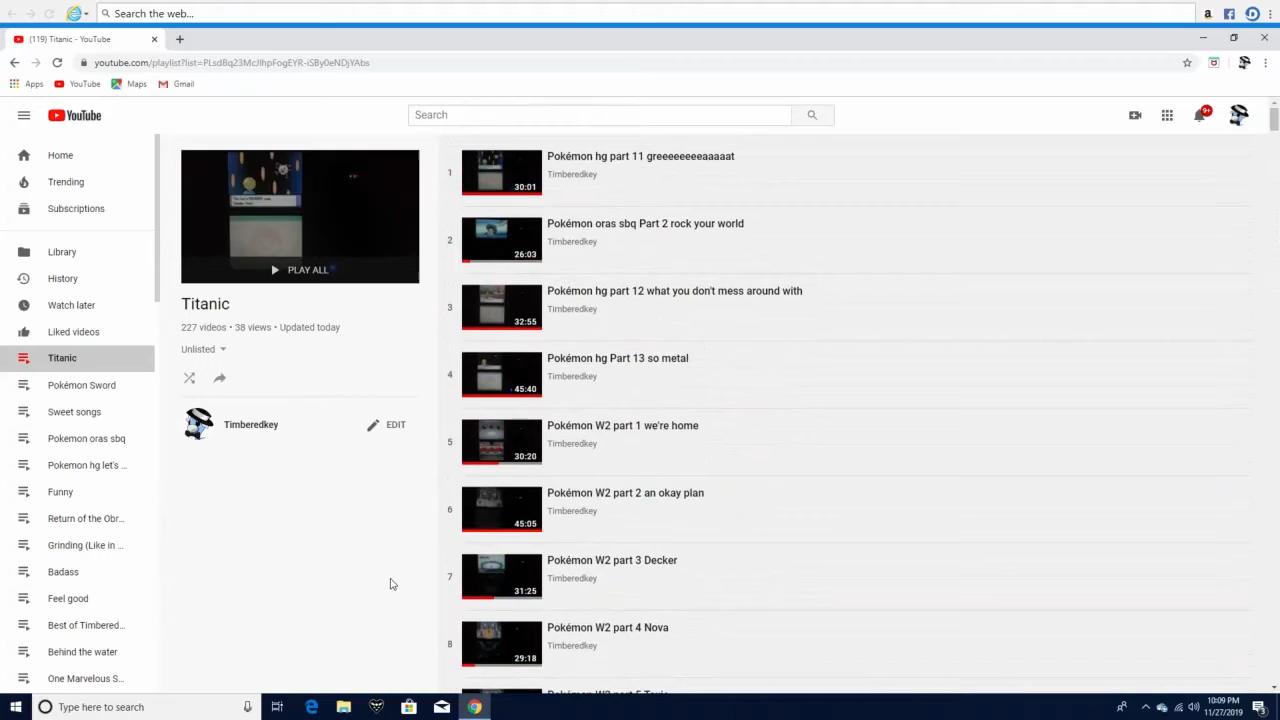 Search the web...
(119) Titanic - YouTube
youtube.com/playlist?list=PLsdBq23McJIhpFogEYR-iSBy0eNDjYAbs
Apps YouTube Maps Gmail
YouTube
Search
9+
Home
Trending
Subscriptions
Library
History
Watch later
Liked videos
Titanic
Pokémon Sword
Sweet songs
Pokemon oras sbq
Pokemon hg let's ...
Funny
Return of the Obr...
Grinding (Like in ...
Badass
Feel good
Best of Timbered...
Behind the water
One Marvelous S...
PLAY ALL
Titanic
227 videos • 38 views • Updated today
Unlisted
Timberedkey
EDIT
1
30:01
Pokémon hg part 11 greeeeeeeaaaaat
Timberedkey
2
26:03
Pokémon oras sbq Part 2 rock your world
Timberedkey
3
32:55
Pokémon hg part 12 what you don't mess around with
Timberedkey
4
45:40
Pokémon hg Part 13 so metal
Timberedkey
5
30:20
Pokémon W2 part 1 we're home
Timberedkey
6
45:05
Pokémon W2 part 2 an okay plan
Timberedkey
7
31:25
Pokémon W2 part 3 Decker
Timberedkey
8
29:18
Pokémon W2 part 4 Nova
Timberedkey
Type here to search
10:09 PM
11/27/2019
3